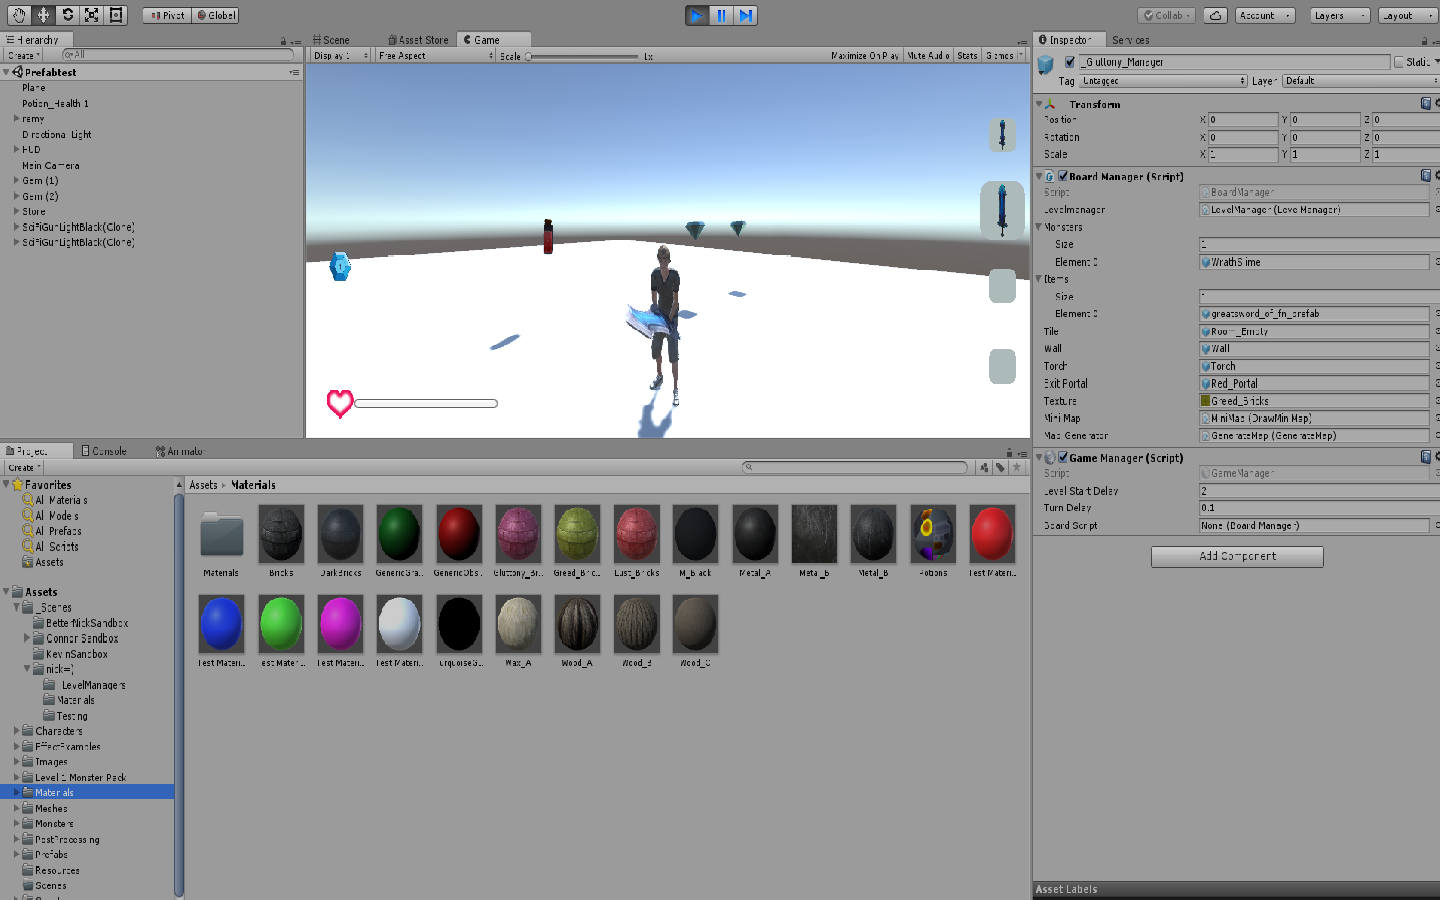 Pivot Global Collab Account Layers Layout
Hierarchy
Create All
Prefabtest
Plane
Potion_Health 1
remy
Directional Light
HUD
Main Camera
Gem (1)
Gem (2)
Store
SciFiGunLightBlack(Clone)
SciFiGunLightBlack(Clone)
Scene Asset Store Game
Display 1 Free Aspect Scale 1x Maximize On Play Mute Audio Stats Gizmos
Inspector Services
_Gluttony_Manager Static
Tag Untagged Layer Default
Transform
Position X 0 Y 0 Z 0
Rotation X 0 Y 0 Z 0
Scale X 1 Y 1 Z 1
Board Manager (Script)
Script BoardManager
Levelmanager LevelManager (LevelManager)
Monsters
Size 1
Element 0 WrathSlime
Items
Size 1
Element 0 greatsword_of_fn_prefab
Tile Room_Empty
Wall Wall
Torch Torch
Exit Portal Red_Portal
Texture Greed_Bricks
Mini Map MiniMap (DrawMiniMap)
Map Generator GenerateMap (GenerateMap)
Game Manager (Script)
Script GameManager
Level Start Delay 2
Turn Delay 0.1
Board Script None (Board Manager)
Add Component
Asset Labels
Project Console Animator
Create
Favorites
All Materials
All Models
All Prefabs
All Scripts
Assets
Assets
_Scenes
BetterNickSandbox
Connor Sandbox
KevinSandbox
nick=)
_LevelManagers
Materials
Testing
Characters
EffectExamples
Images
Level 1 Monster Pack
Materials
Meshes
Monsters
PostProcessing
Prefabs
Resources
Scenes
Assets Materials
Materials Bricks DarkBricks GenericGra... GenericObs... Gluttony_Br... Greed_Bric... Lust_Bricks M_Black Metal_A Metal_B Metal_B Potions Test Materi...
Test Materi... Test Materi... Test Materi... Test Materi... TurquoiseG... Wax_A Wood_A Wood_B Wood_C